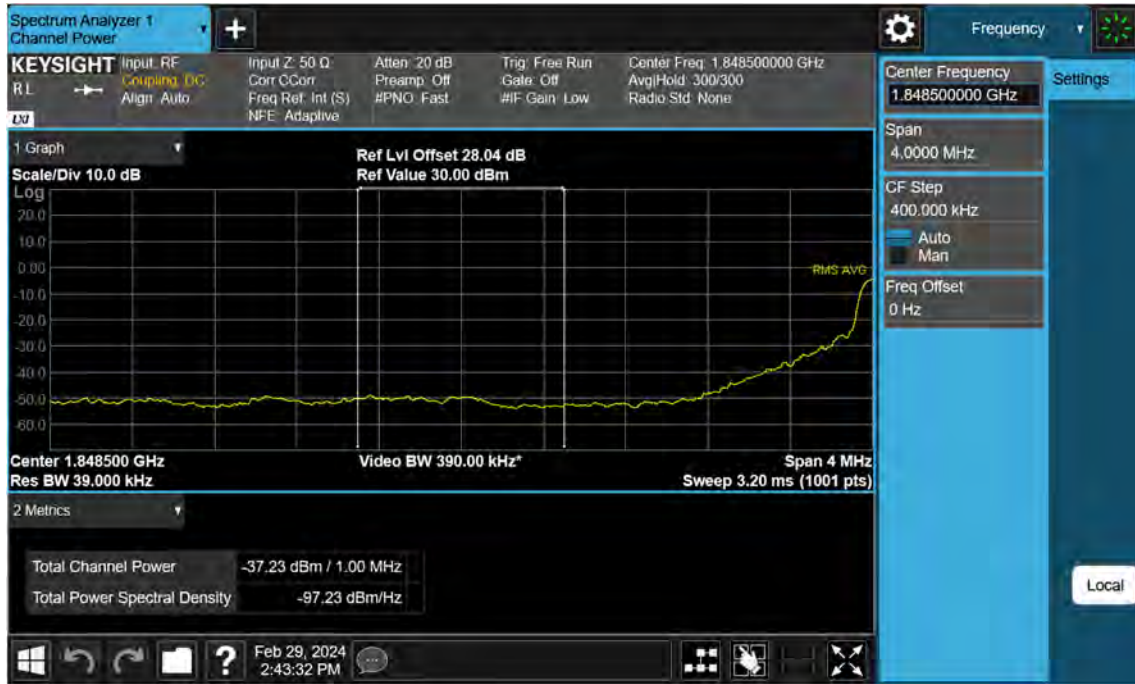 Spectrum Analyzer 1
Channel Power
+
Frequency
KEYSIGHT
RL
LXI
Input: RF
Coupling: DC
Align: Auto
Input Z: 50 Ω
Corr CCorr
Freq Ref: Int (S)
NFE: Adaptive
Atten: 20 dB
Preamp: Off
#PNO: Fast
Trig: Free Run
Gate: Off
#IF Gain: Low
Center Freq: 1.848500000 GHz
Avg|Hold: 300/300
Radio Std: None
Center Frequency
1.848500000 GHz
Settings
Span
4.0000 MHz
CF Step
400.000 kHz
Auto
Man
Freq Offset
0 Hz
1 Graph
Scale/Div 10.0 dB
Ref Lvl Offset 28.04 dB
Ref Value 30.00 dBm
Log
20.0
10.0
0.00
-10.0
-20.0
-30.0
-40.0
-50.0
-60.0
RMS AVG
Center 1.848500 GHz
Res BW 39.000 kHz
Video BW 390.00 kHz*
Span 4 MHz
Sweep 3.20 ms (1001 pts)
2 Metrics
Total Channel Power -37.23 dBm / 1.00 MHz
Total Power Spectral Density -97.23 dBm/Hz
Local
?
Feb 29, 2024
2:43:32 PM